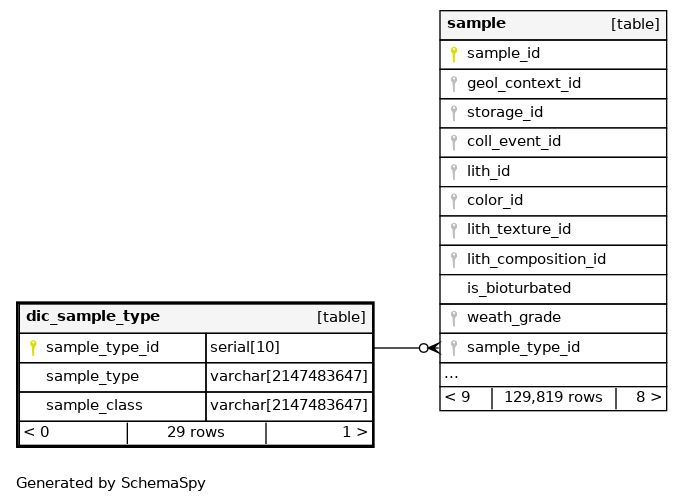 sample [table]
sample_id
geol_context_id
storage_id
coll_event_id
lith_id
color_id
lith_texture_id
lith_composition_id
is_bioturbated
weath_grade
sample_type_id
...
< 9 129,819 rows 8 >
dic_sample_type [table]
sample_type_id serial[10]
sample_type varchar[2147483647]
sample_class varchar[2147483647]
< 0 29 rows 1 >
Generated by SchemaSpy